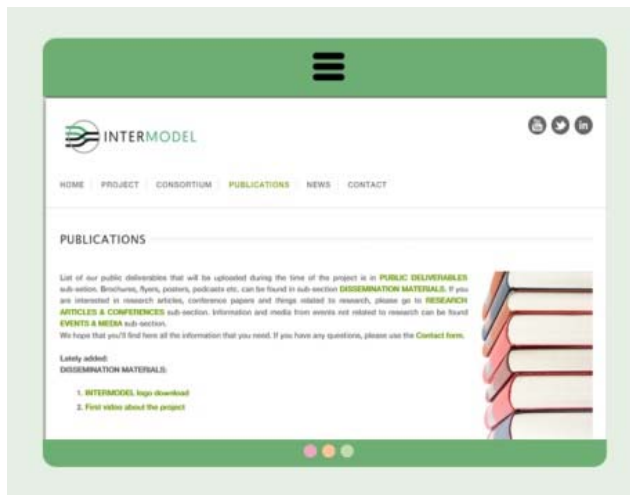 INTERMODEL
HOME PROJECT CONSORTIUM PUBLICATIONS NEWS CONTACT
PUBLICATIONS
List of our public deliverables that will be uploaded during the time of the project is in PUBLIC DELIVERABLES
sub-setion. Brochures, flyers, posters, podcasts etc. can be found in sub-section DISSEMINATION MATERIALS. If you
are interested in research articles, conference papers and things related to research, please go to RESEARCH
ARTICLES & CONFERENCES sub-section. Information and media from events not related to research can be found
EVENTS & MEDIA sub-section.
We hope that you'll find here all the information that you need. If you have any questions, please use the Contact form.
Lately added:
DISSEMINATION MATERIALS:
1. INTERMODEL logo download
2. First video about the project